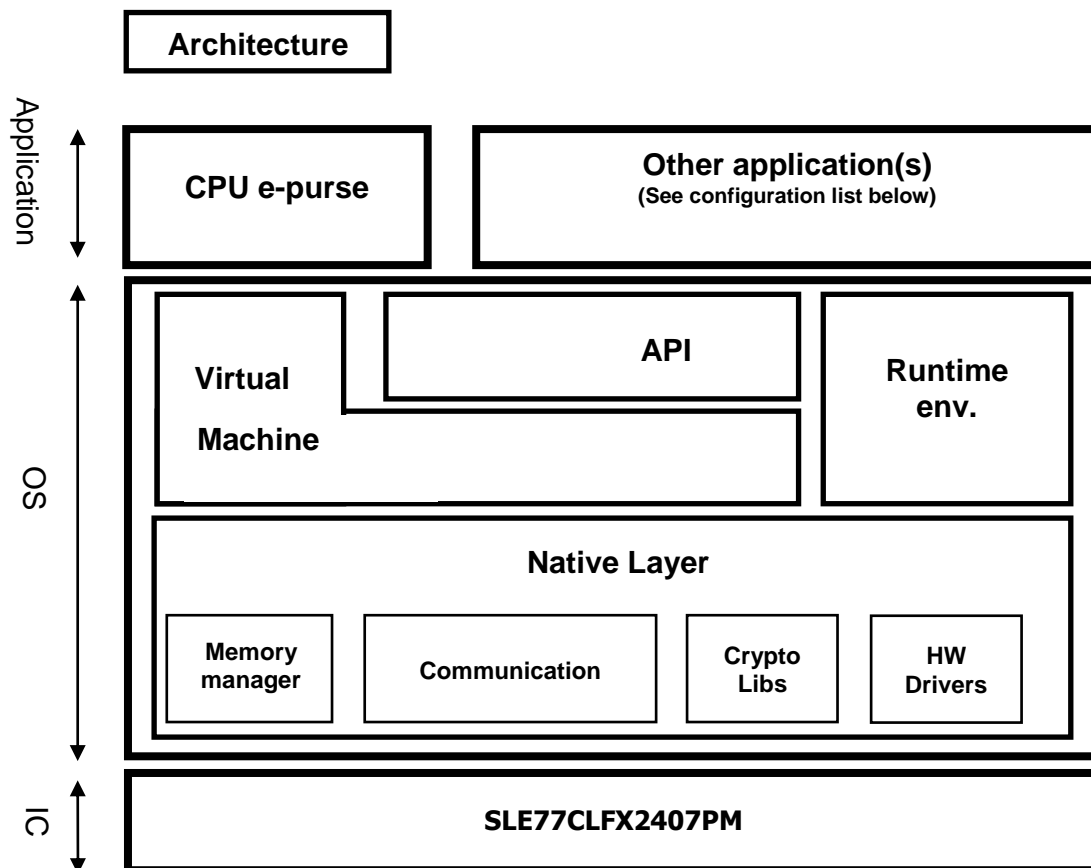 Architecture
Application
CPU e-purse
Other application(s)
(See configuration list below)
OS
Virtual
Machine
API
Runtime
env.
Native Layer
Memory
manager
Communication
Crypto
Libs
HW
Drivers
IC
SLE77CLFX2407PM